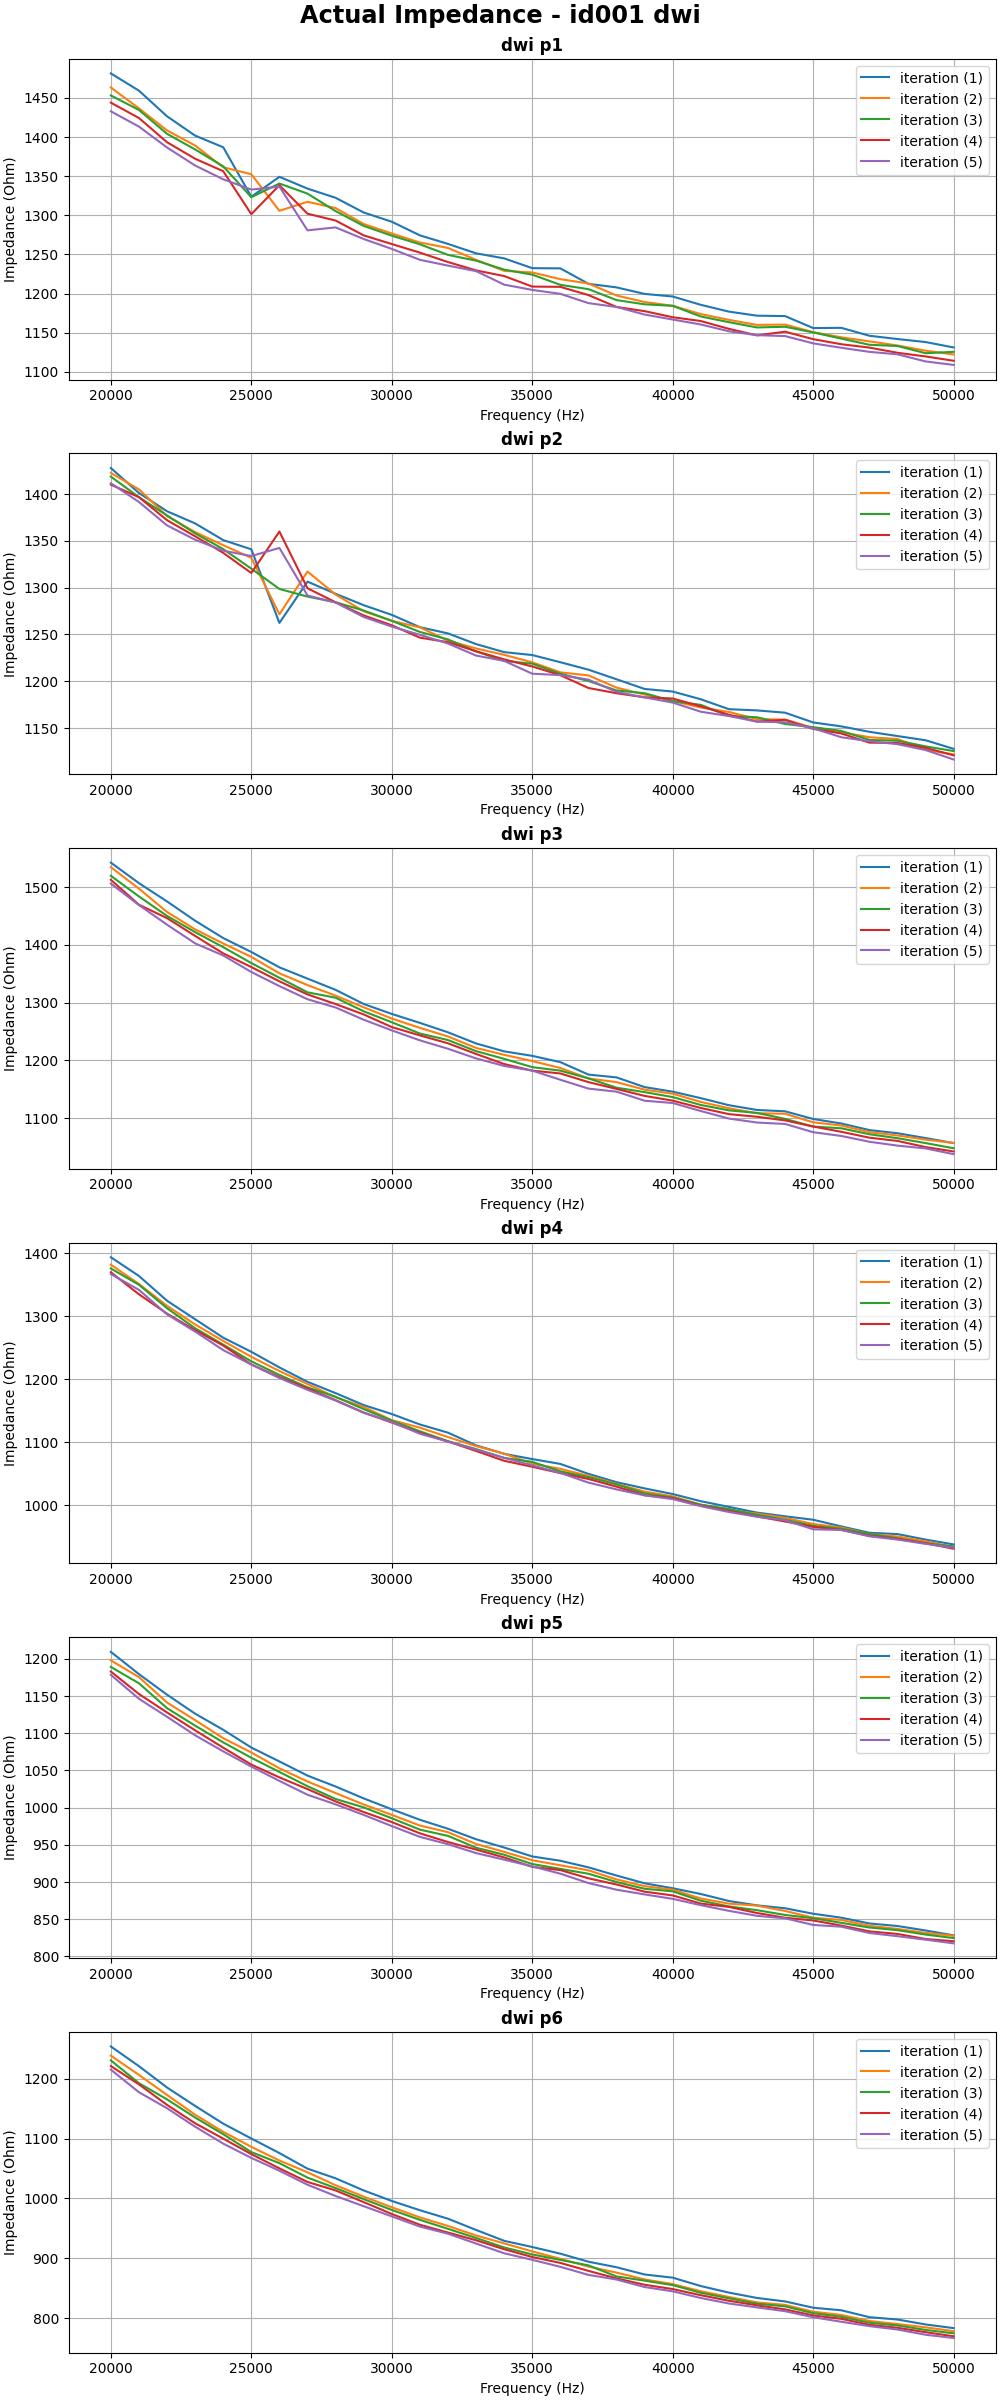 Actual Impedance - id001 dwi
dwi p1
Impedance (Ohm)
1450
1400
1350
1300
1250
1200
1150
1100
iteration (1)
iteration (2)
iteration (3)
iteration (4)
iteration (5)
20000 25000 30000 35000 40000 45000 50000
Frequency (Hz)
dwi p2
Impedance (Ohm)
1400
1350
1300
1250
1200
1150
iteration (1)
iteration (2)
iteration (3)
iteration (4)
iteration (5)
20000 25000 30000 35000 40000 45000 50000
Frequency (Hz)
dwi p3
Impedance (Ohm)
1500
1400
1300
1200
1100
iteration (1)
iteration (2)
iteration (3)
iteration (4)
iteration (5)
20000 25000 30000 35000 40000 45000 50000
Frequency (Hz)
dwi p4
Impedance (Ohm)
1400
1300
1200
1100
1000
iteration (1)
iteration (2)
iteration (3)
iteration (4)
iteration (5)
20000 25000 30000 35000 40000 45000 50000
Frequency (Hz)
dwi p5
Impedance (Ohm)
1200
1150
1100
1050
1000
950
900
850
800
iteration (1)
iteration (2)
iteration (3)
iteration (4)
iteration (5)
20000 25000 30000 35000 40000 45000 50000
Frequency (Hz)
dwi p6
Impedance (Ohm)
1200
1100
1000
900
800
iteration (1)
iteration (2)
iteration (3)
iteration (4)
iteration (5)
20000 25000 30000 35000 40000 45000 50000
Frequency (Hz)